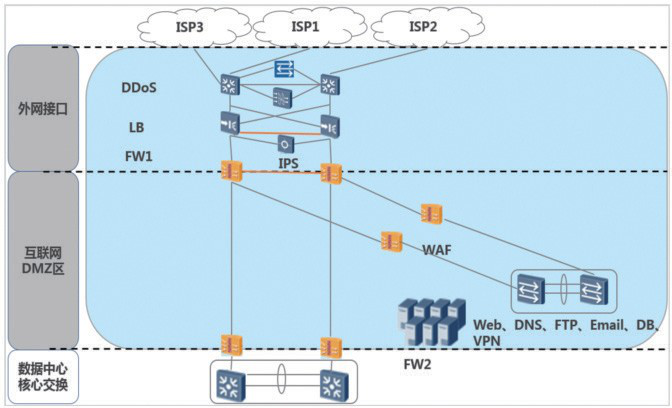 ISP3
ISP1
ISP2
外网接口
DDoS
LB
FW1
IPS
互联网
DMZ区
WAF
Web、DNS、FTP、Email、DB、
VPN
FW2
数据中心
核心交换